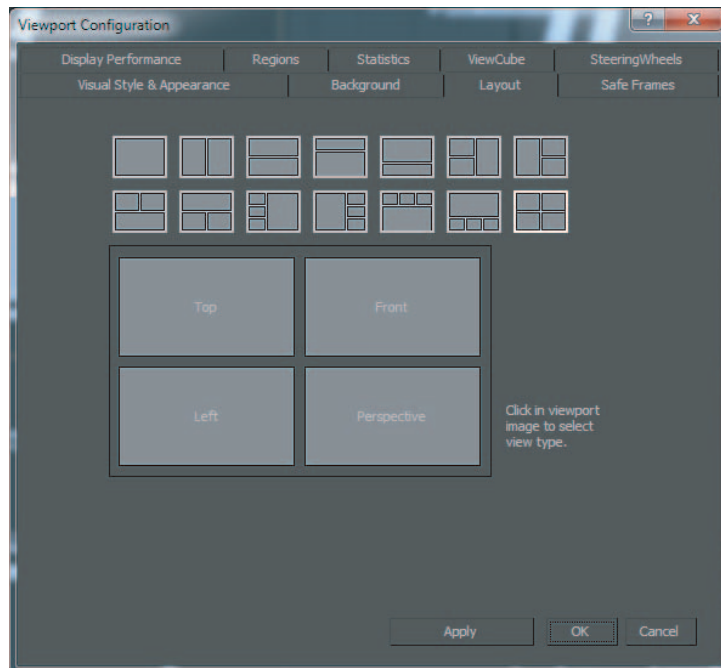 Viewport Configuration
Display Performance
Regions
Statistics
ViewCube
SteeringWheels
Visual Style & Appearance
Background
Layout
Safe Frames
Top
Front
Left
Perspective
Click in viewport
image to select
view type.
Apply
OK
Cancel